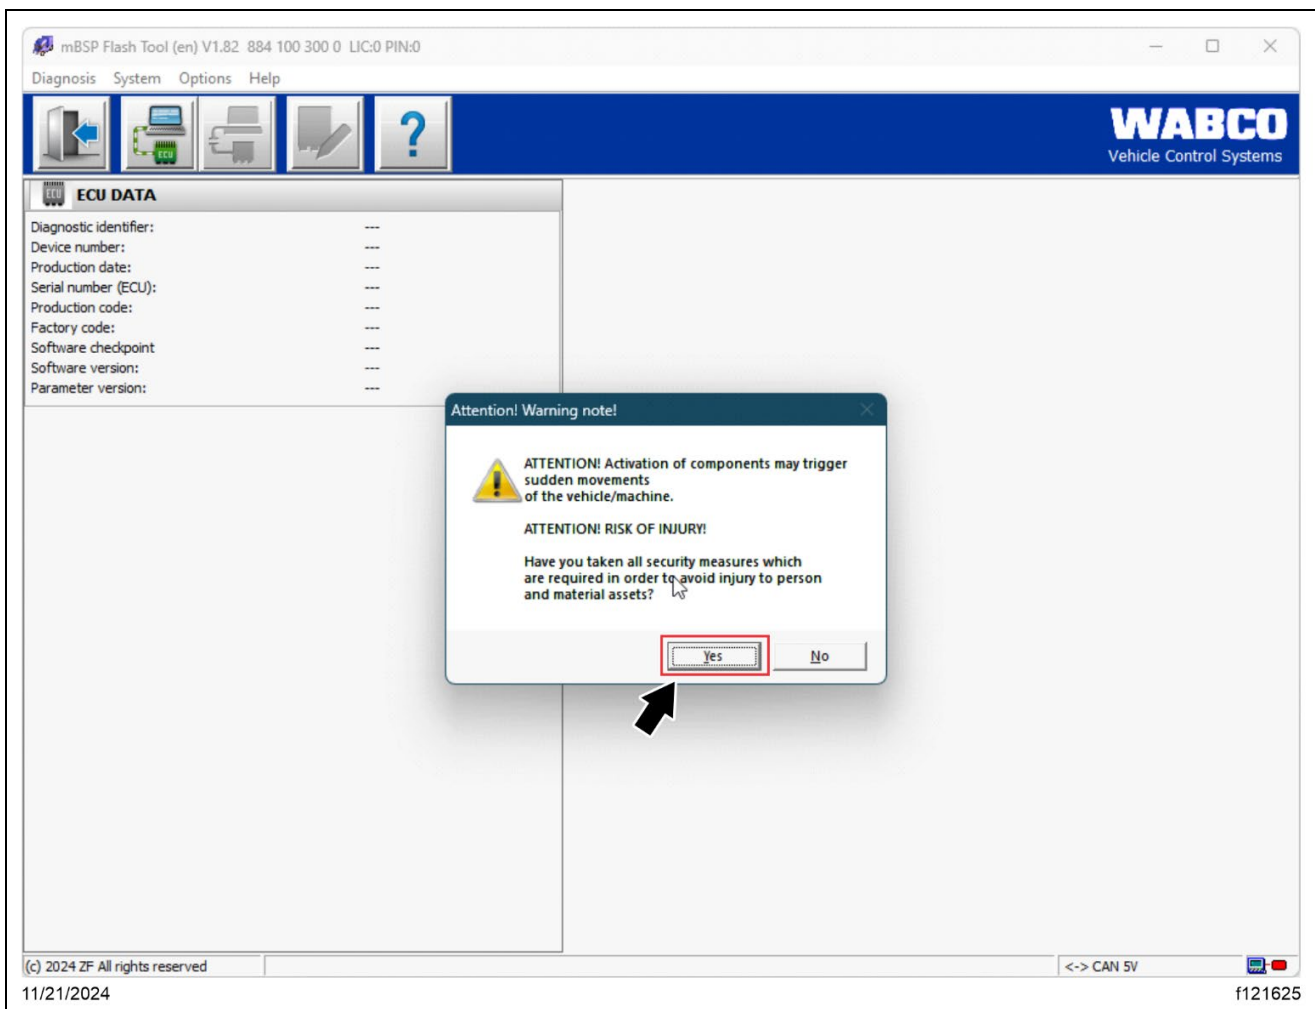 mBSP Flash Tool (en) V1.82 884 100 300 0 LIC:0 PIN:0
Diagnosis System Options Help
ECU
?
WABCO
Vehicle Control Systems
ECU
ECU DATA
Diagnostic identifier: ---
Device number: ---
Production date: ---
Serial number (ECU): ---
Production code: ---
Factory code: ---
Software checkpoint ---
Software version: ---
Parameter version: ---
Attention! Warning note!
ATTENTION! Activation of components may trigger
sudden movements
of the vehicle/machine.
ATTENTION! RISK OF INJURY!
Have you taken all security measures which
are required in order to avoid injury to person
and material assets?
Yes No
(c) 2024 ZF All rights reserved <-> CAN 5V
11/21/2024 f121625